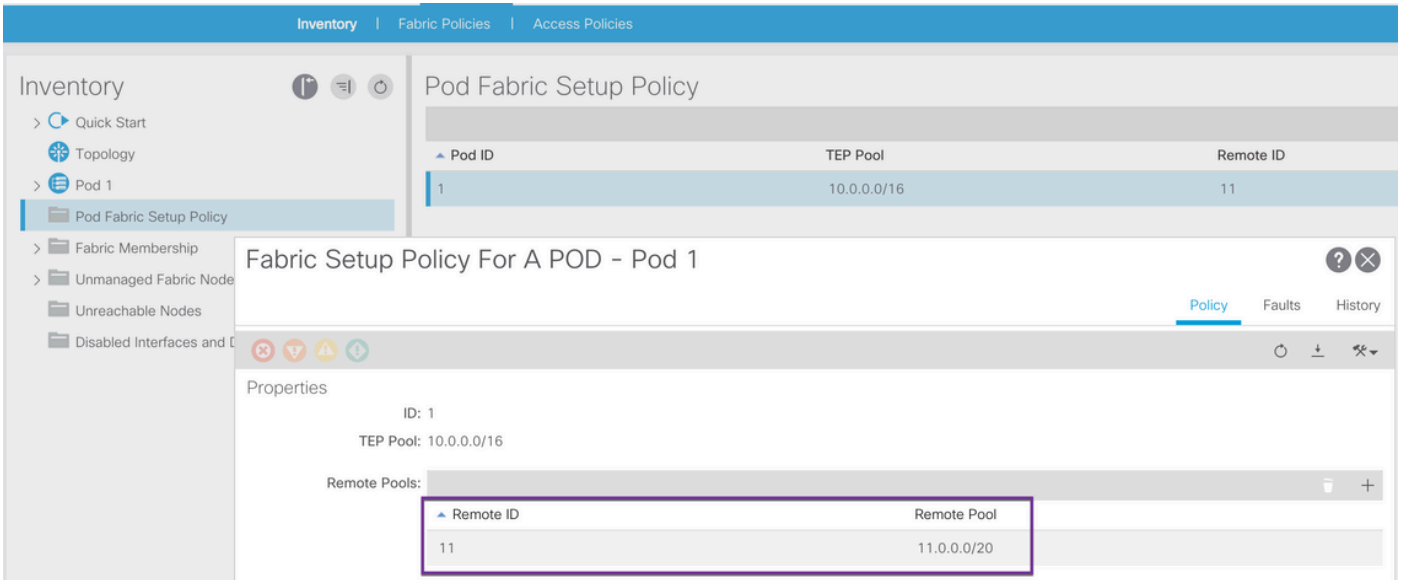 Inventory | Fabric Policies | Access Policies
Inventory
Quick Start
Topology
Pod 1
Pod Fabric Setup Policy
Fabric Membership
Unmanaged Fabric Node
Unreachable Nodes
Disabled Interfaces and D
Pod Fabric Setup Policy
Pod ID TEP Pool Remote ID
1 10.0.0.0/16 11
Fabric Setup Policy For A POD - Pod 1
Policy Faults History
Properties
ID: 1
TEP Pool: 10.0.0.0/16
Remote Pools:
Remote ID Remote Pool
11 11.0.0.0/20